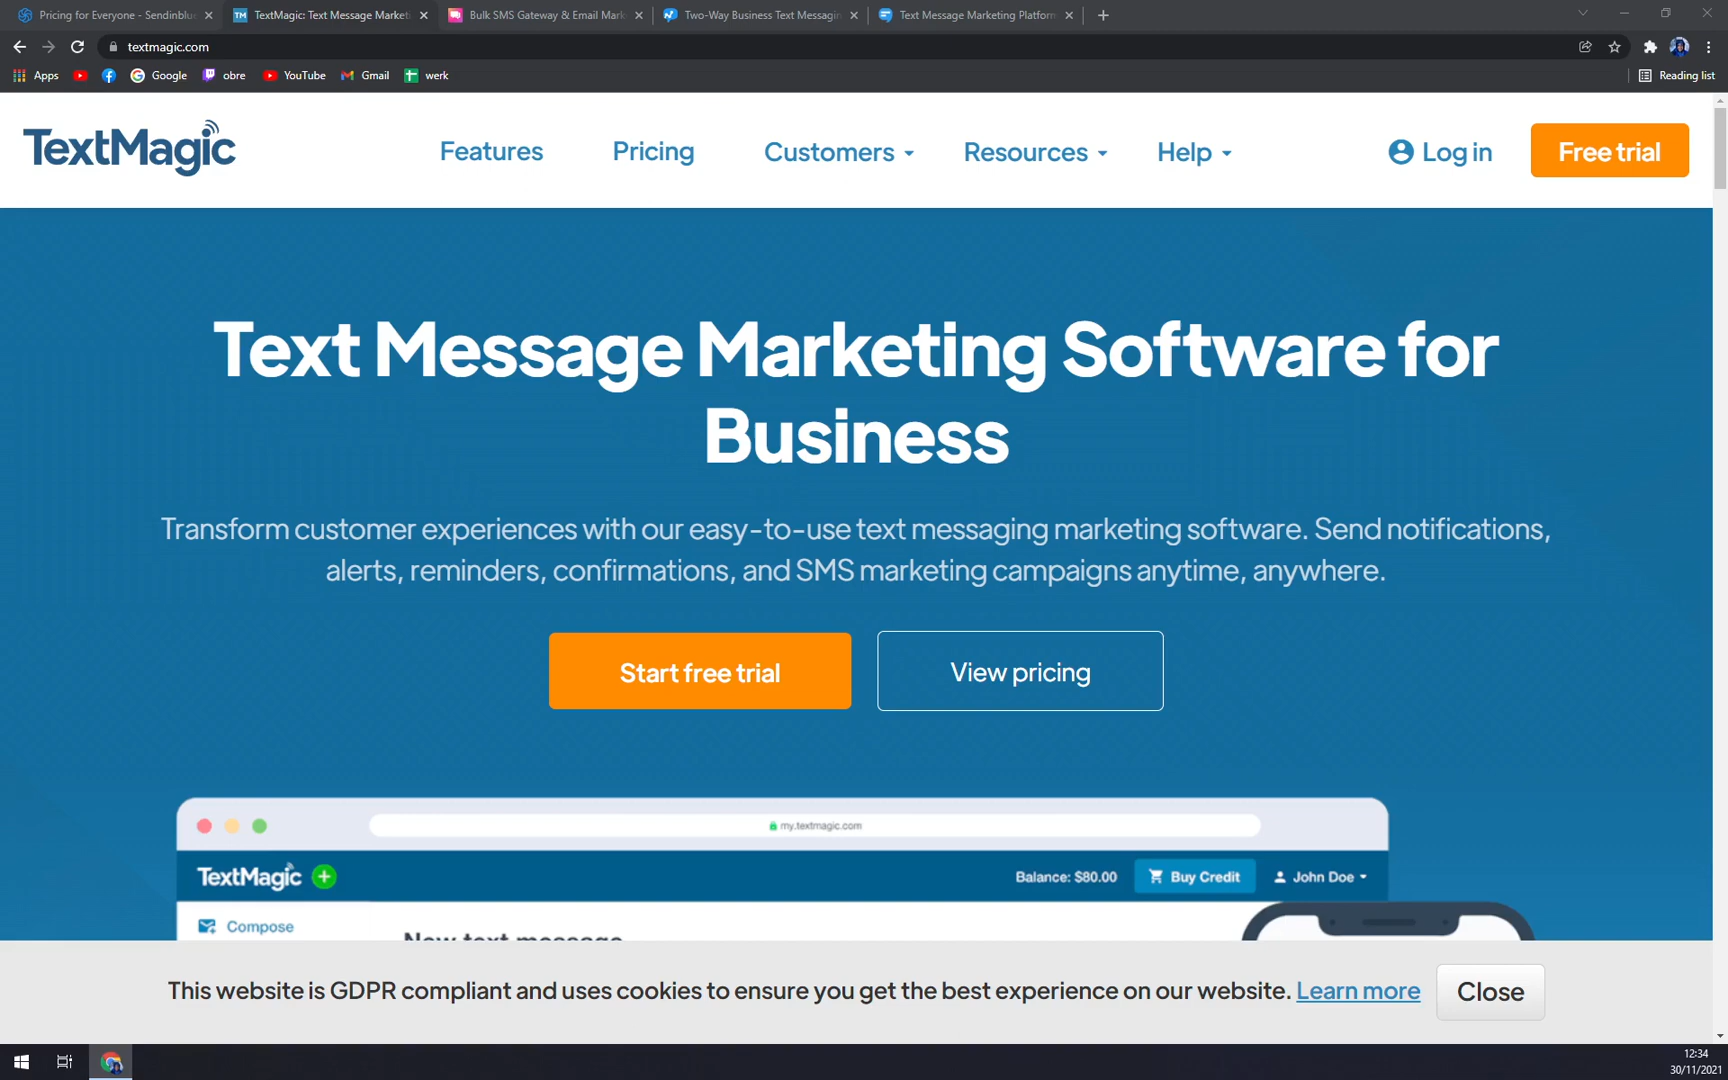 Pricing for Everyone - Sendinblu
TextMagic: Text Message Market
Bulk SMS Gateway & Email Mark
Two-Way Business Text Messagin
Text Message Marketing Platform
textmagic.com
Apps
Google
obre
YouTube
Gmail
werk
Reading list
TextMagic
Features
Pricing
Customers
Resources
Help
Log in
Free trial
Text Message Marketing Software for
Business
Transform customer experiences with our easy-to-use text messaging marketing software. Send notifications,
alerts, reminders, confirmations, and SMS marketing campaigns anytime, anywhere.
Start free trial
View pricing
my.textmagic.com
TextMagic
Balance: $80.00
Buy Credit
John Doe
Compose
New text message
This website is GDPR compliant and uses cookies to ensure you get the best experience on our website. Learn more
Close
12:34
30/11/2021